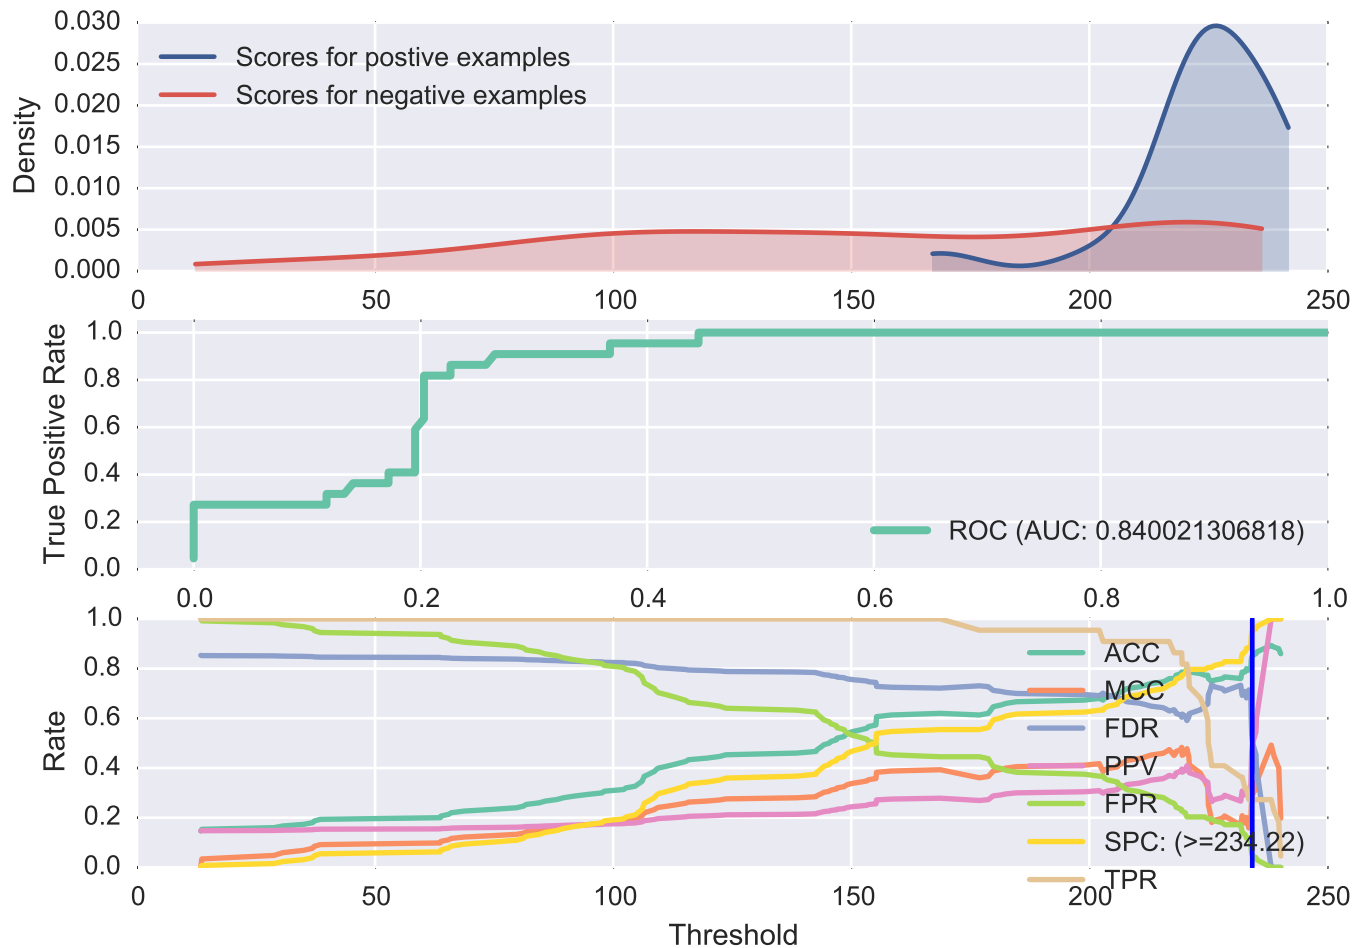 0.030
0.025
0.020
0.015
0.010
0.005
0.000
Density
Scores for postive examples
Scores for negative examples
0 50 100 150 200 250
1.0
0.8
0.6
0.4
0.2
0.0
True Positive Rate
ROC (AUC: 0.840021306818)
0.0 0.2 0.4 0.6 0.8 1.0
1.0
0.8
0.6
0.4
0.2
0.0
Rate
ACC
MCC
FDR
PPV
FPR
SPC: (>=234.22)
TPR
0 50 100 150 200 250
Threshold